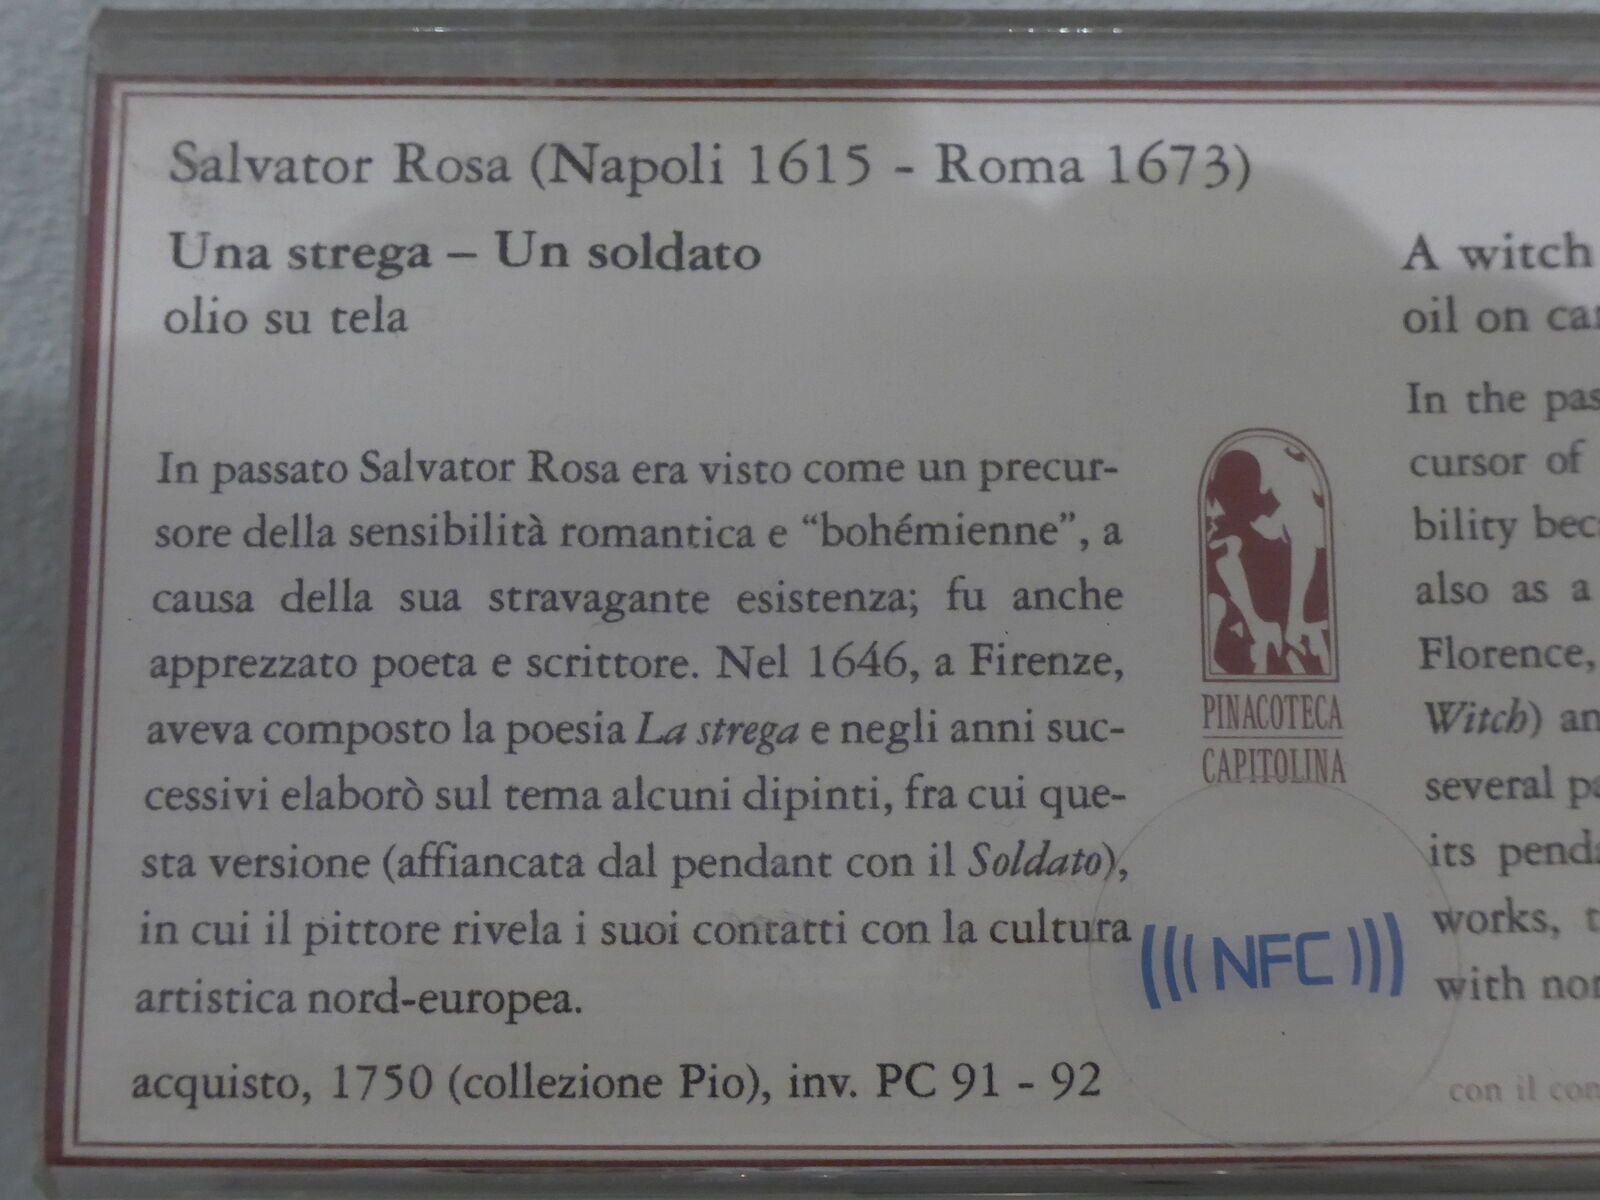 Salvator Rosa (Napoli 1615 - Roma 1673)
Una strega – Un soldato
olio su tela
In passato Salvator Rosa era visto come un precur-
sore della sensibilità romantica e “bohémienne”, a
causa della sua stravagante esistenza; fu anche
apprezzato poeta e scrittore. Nel 1646, a Firenze,
aveva composto la poesia La strega e negli anni suc-
cessivi elaborò sul tema alcuni dipinti, fra cui que-
sta versione (affiancata dal pendant con il Soldato),
in cui il pittore rivela i suoi contatti con la cultura
artistica nord-europea.
acquisto, 1750 (collezione Pio), inv. PC 91 - 92
PINACOTECA
CAPITOLINA
NFC
A witch
oil on
In the
cursor of
bility
also as a
Florence,
Witch)
several
its
works,
with
con il